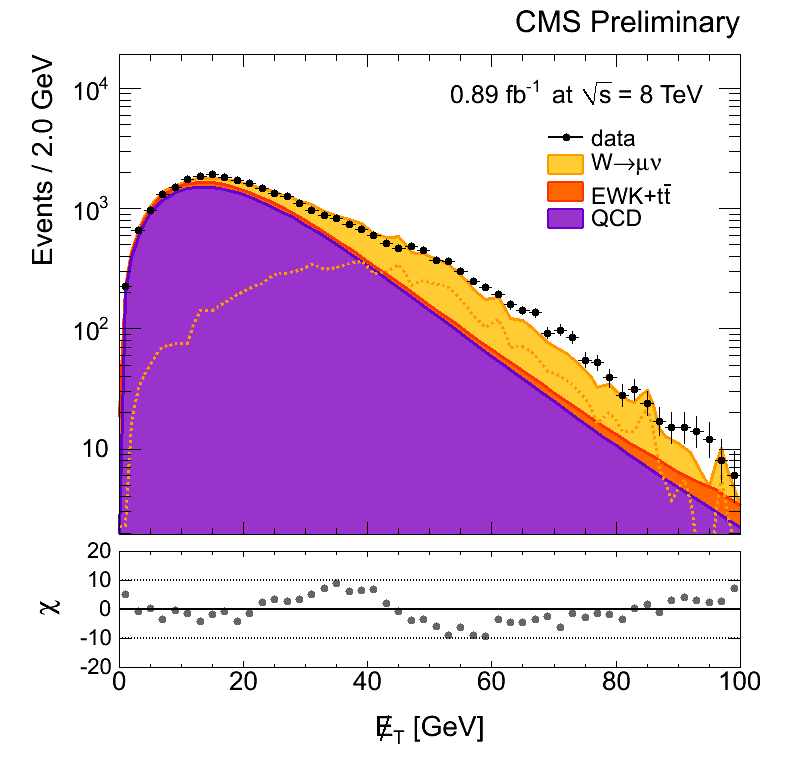 CMS Preliminary
0.89 fb⁻¹ at √s = 8 TeV
data
W→μν
EWK+tt̄
QCD
Events / 2.0 GeV
10⁴
10³
10²
10
χ
20
10
0
-10
-20
0 20 40 60 80 100
E̸_T [GeV]